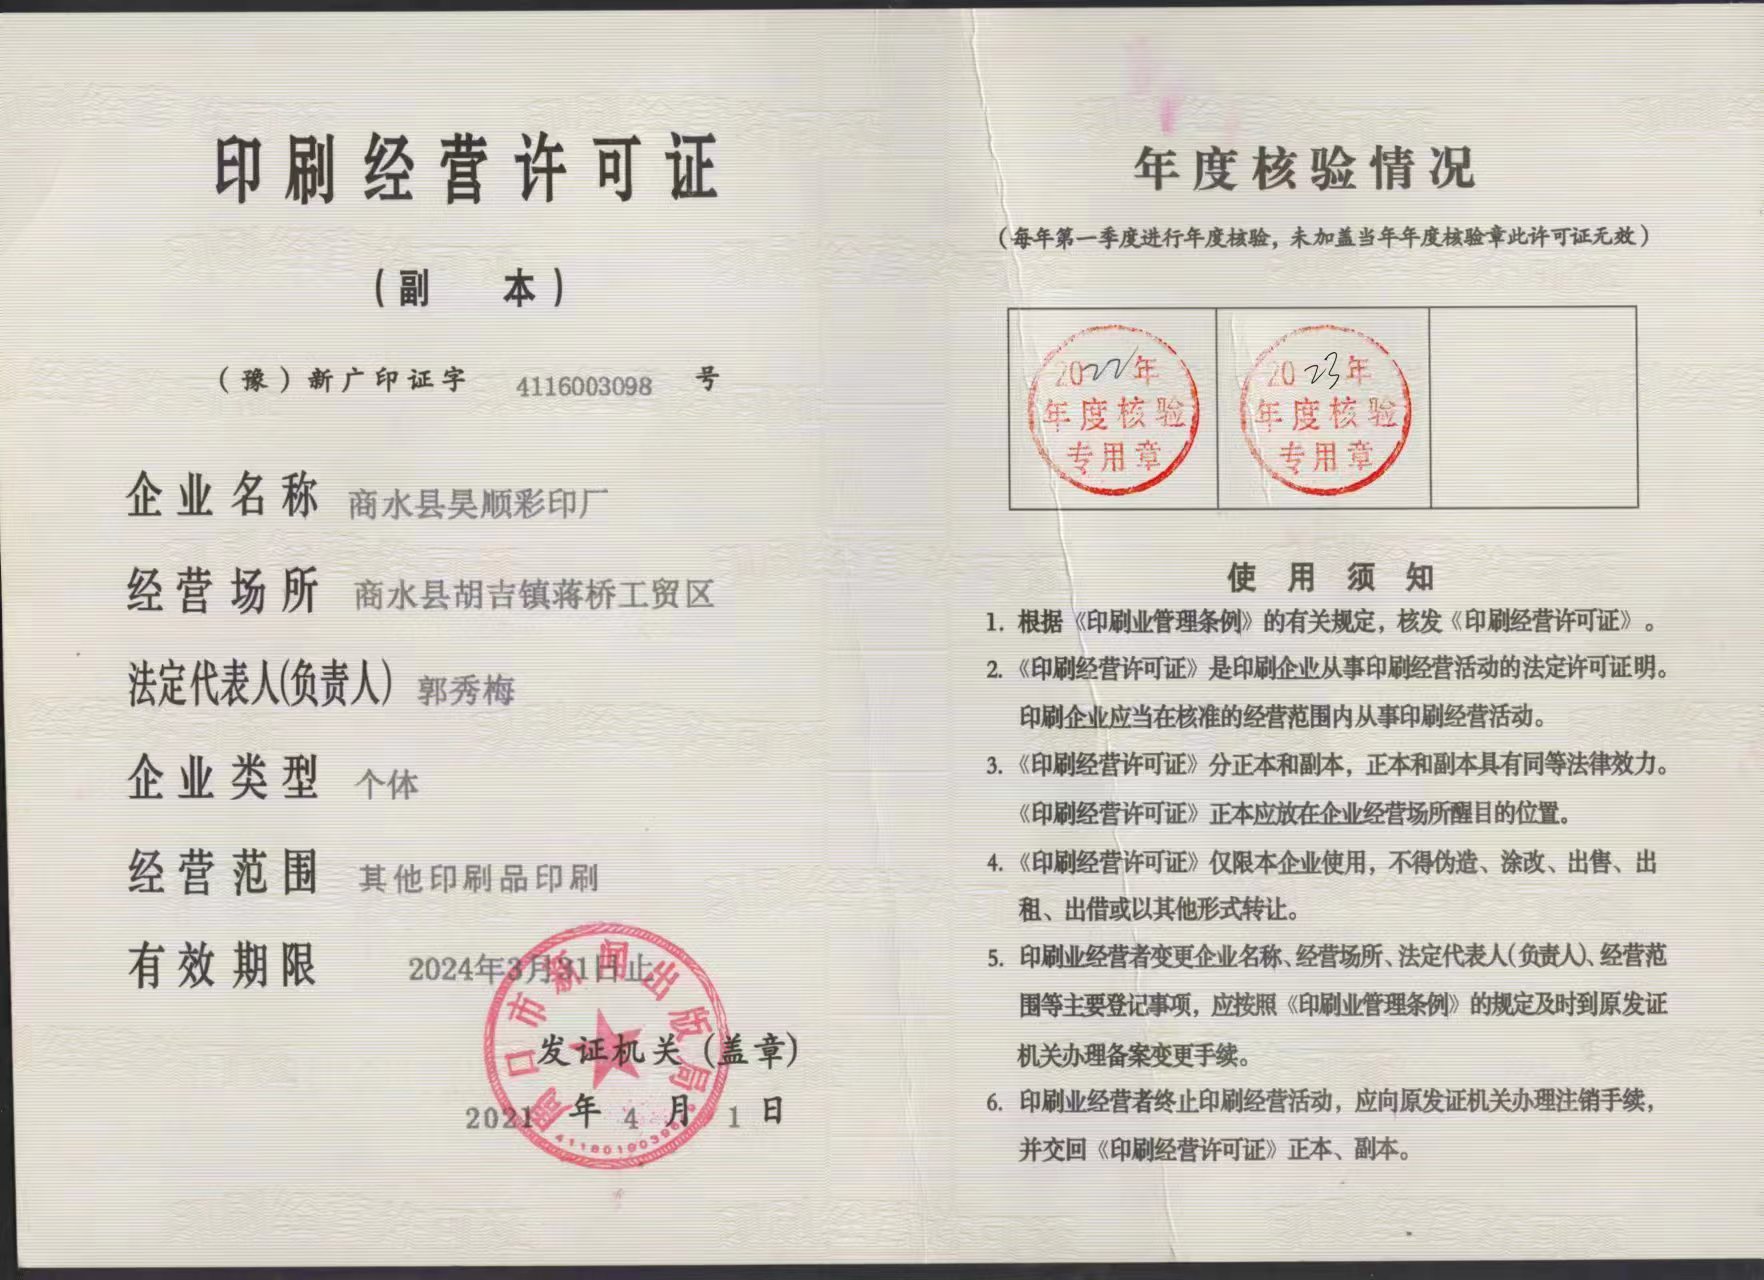 印刷经营许可证
（副 本）
（豫）新广印证字 4116003098 号
企业名称 商水县昊顺彩印厂
经营场所 商水县胡吉镇蒋桥工贸区
法定代表人(负责人) 郭秀梅
企业类型 个体
经营范围 其他印刷品印刷
有效期限 2024年3月31日止
周口市新闻出版局
发证机关（盖章）
2021 年 4 月 1 日
年度核验情况
（每年第一季度进行年度核验，未加盖当年年度核验章此许可证无效）
2022年
年度核验
专用章
2023年
年度核验
专用章
使用须知
1. 根据《印刷业管理条例》的有关规定，核发《印刷经营许可证》。
2. 《印刷经营许可证》是印刷企业从事印刷经营活动的法定许可证明。
印刷企业应当在核准的经营范围内从事印刷经营活动。
3. 《印刷经营许可证》分正本和副本，正本和副本具有同等法律效力。
《印刷经营许可证》正本应放在企业经营场所醒目的位置。
4. 《印刷经营许可证》仅限本企业使用，不得伪造、涂改、出售、出
租、出借或以其他形式转让。
5. 印刷业经营者变更企业名称、经营场所、法定代表人(负责人)、经营范
围等主要登记事项，应按照《印刷业管理条例》的规定及时到原发证
机关办理备案变更手续。
6. 印刷业经营者终止印刷经营活动，应向原发证机关办理注销手续，
并交回《印刷经营许可证》正本、副本。